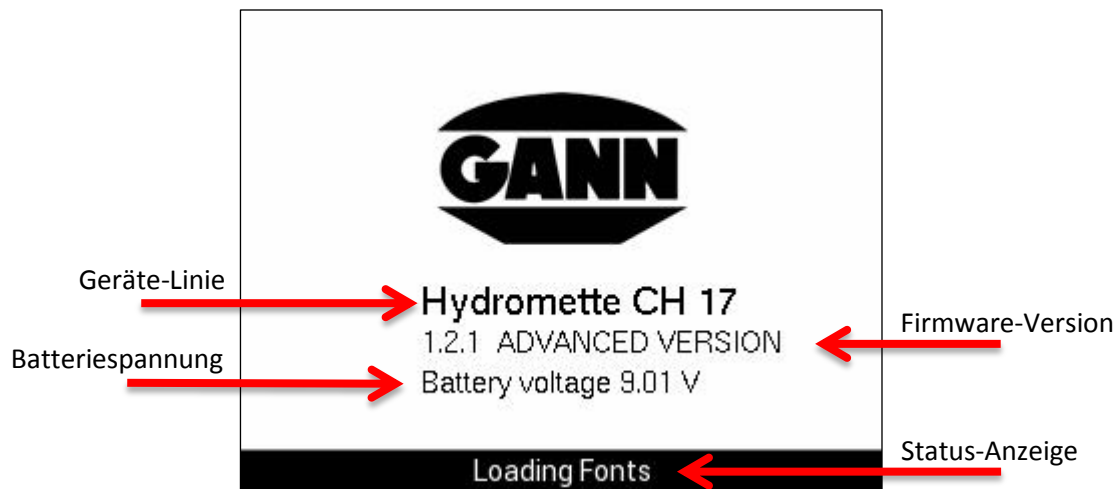 GANN
Geräte-Linie
Hydromette CH 17
1.2.1 ADVANCED VERSION
Firmware-Version
Batteriespannung
Battery voltage 9.01 V
Status-Anzeige
Loading Fonts